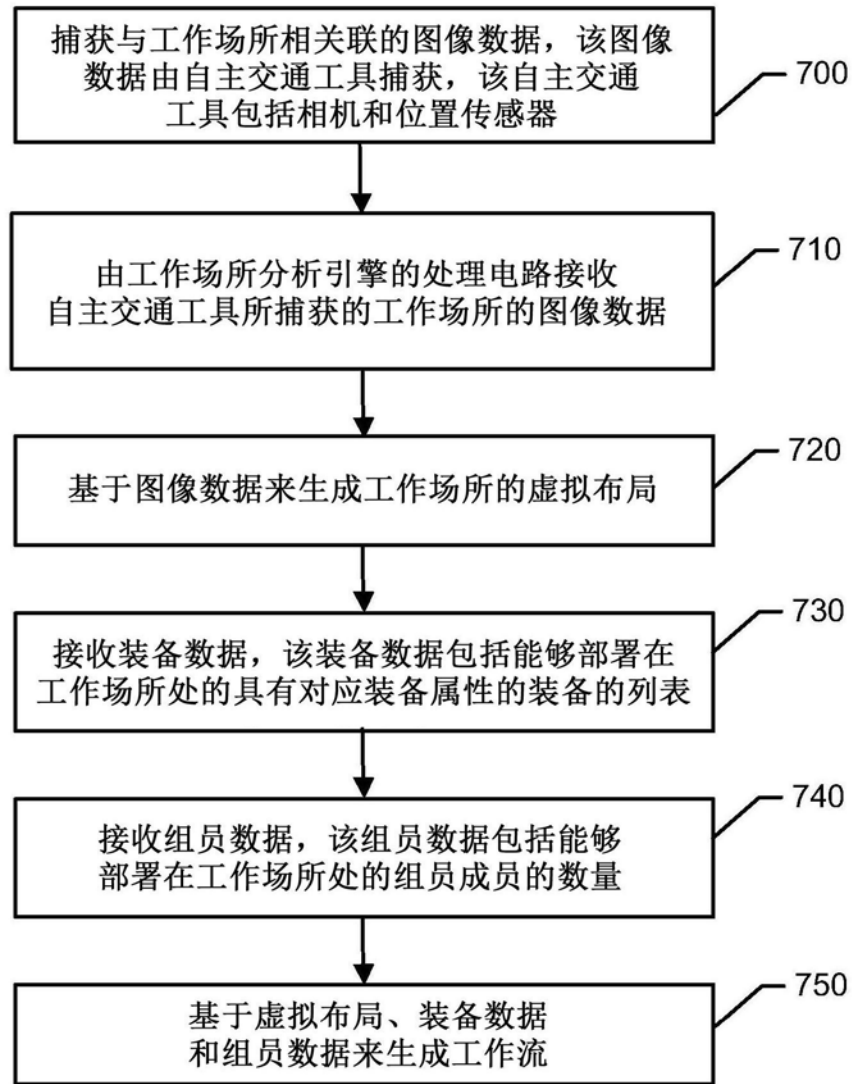 捕获与工作场所相关联的图像数据，该图像
数据由自主交通工具捕获，该自主交通
工具包括相机和位置传感器
700
由工作场所分析引擎的处理电路接收
自主交通工具所捕获的工作场所的图像数据
710
基于图像数据来生成工作场所的虚拟布局
720
接收装备数据，该装备数据包括能够部署在
工作场所处的具有对应装备属性的装备的列表
730
接收组员数据，该组员数据包括能够
部署在工作场所处的组员成员的数量
740
基于虚拟布局、装备数据
和组员数据来生成工作流
750